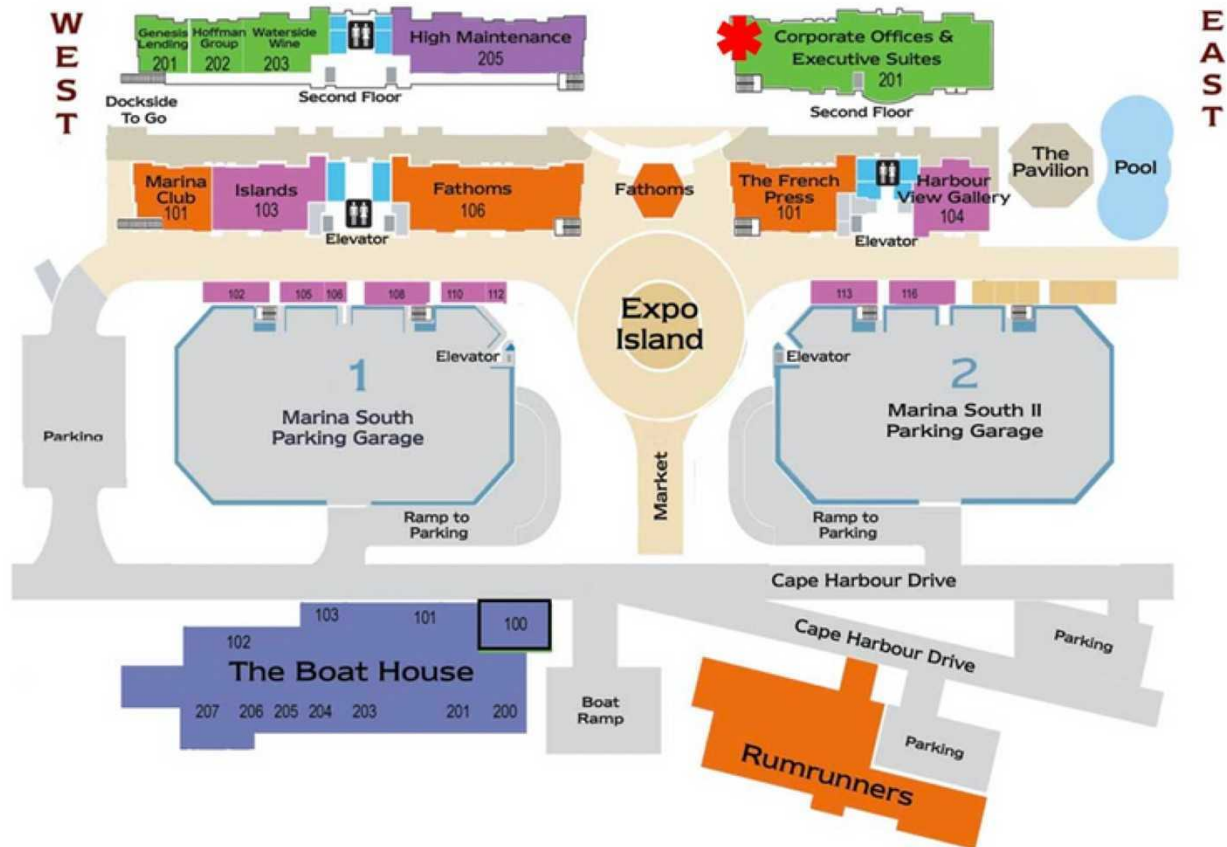 WEST
EAST
Genesis
Lending
201
Hoffman
Group
202
Waterside
Wine
203
High Maintenance
205
Second Floor
Corporate Offices &
Executive Suites
201
Second Floor
Dockside
To Go
Marina
Club
101
Islands
103
Elevator
Fathoms
106
Fathoms
The French
Press
101
Harbour
View Gallery
104
Elevator
The
Pavilion
Pool
102
105
106
108
110
112
113
116
Expo
Island
Elevator
Elevator
1
Marina South
Parking Garage
2
Marina South II
Parking Garage
Parking
Market
Ramp to
Parking
Ramp to
Parking
Cape Harbour Drive
Cape Harbour Drive
Parking
103
101
100
102
The Boat House
207
206
205
204
203
201
200
Boat
Ramp
Parking
Rumrunners